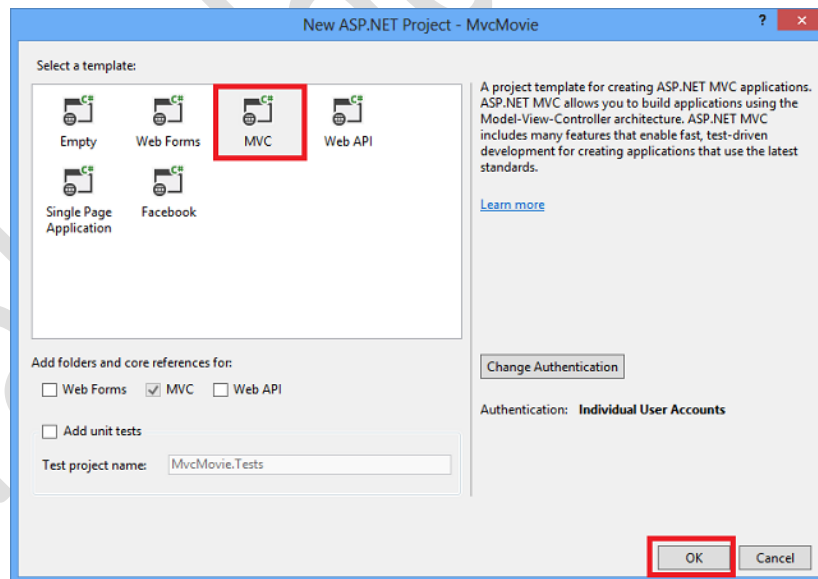 New ASP.NET Project - MvcMovie
?
Select a template:
C# C# C# C#
Empty Web Forms MVC Web API
C# C#
Single Page Facebook
Application
A project template for creating ASP.NET MVC applications.
ASP.NET MVC allows you to build applications using the
Model-View-Controller architecture. ASP.NET MVC
includes many features that enable fast, test-driven
development for creating applications that use the latest
standards.
Learn more
Add folders and core references for:
Web Forms MVC Web API
Add unit tests
Test project name: MvcMovie.Tests
Change Authentication
Authentication: Individual User Accounts
OK Cancel